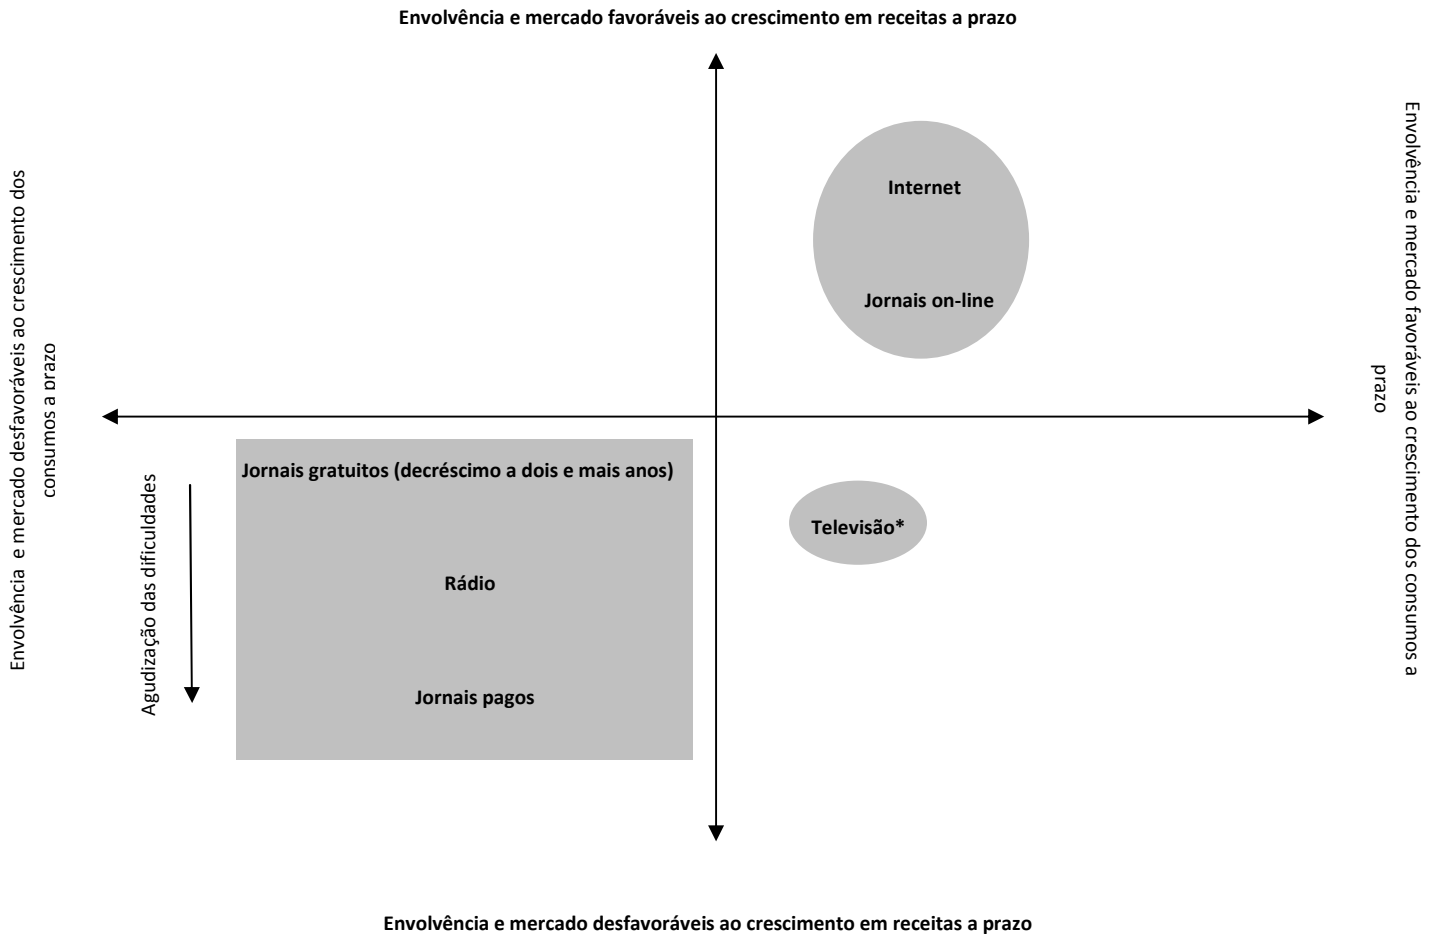 Envolvência e mercado favoráveis ao crescimento em receitas a prazo
Envolvência e mercado desfavoráveis ao crescimento dos
consumos a prazo
Envolvência e mercado favoráveis ao crescimento dos consumos a
prazo
Internet
Jornais on-line
Agudização das dificuldades
Jornais gratuitos (decréscimo a dois e mais anos)
Televisão*
Rádio
Jornais pagos
Envolvência e mercado desfavoráveis ao crescimento em receitas a prazo